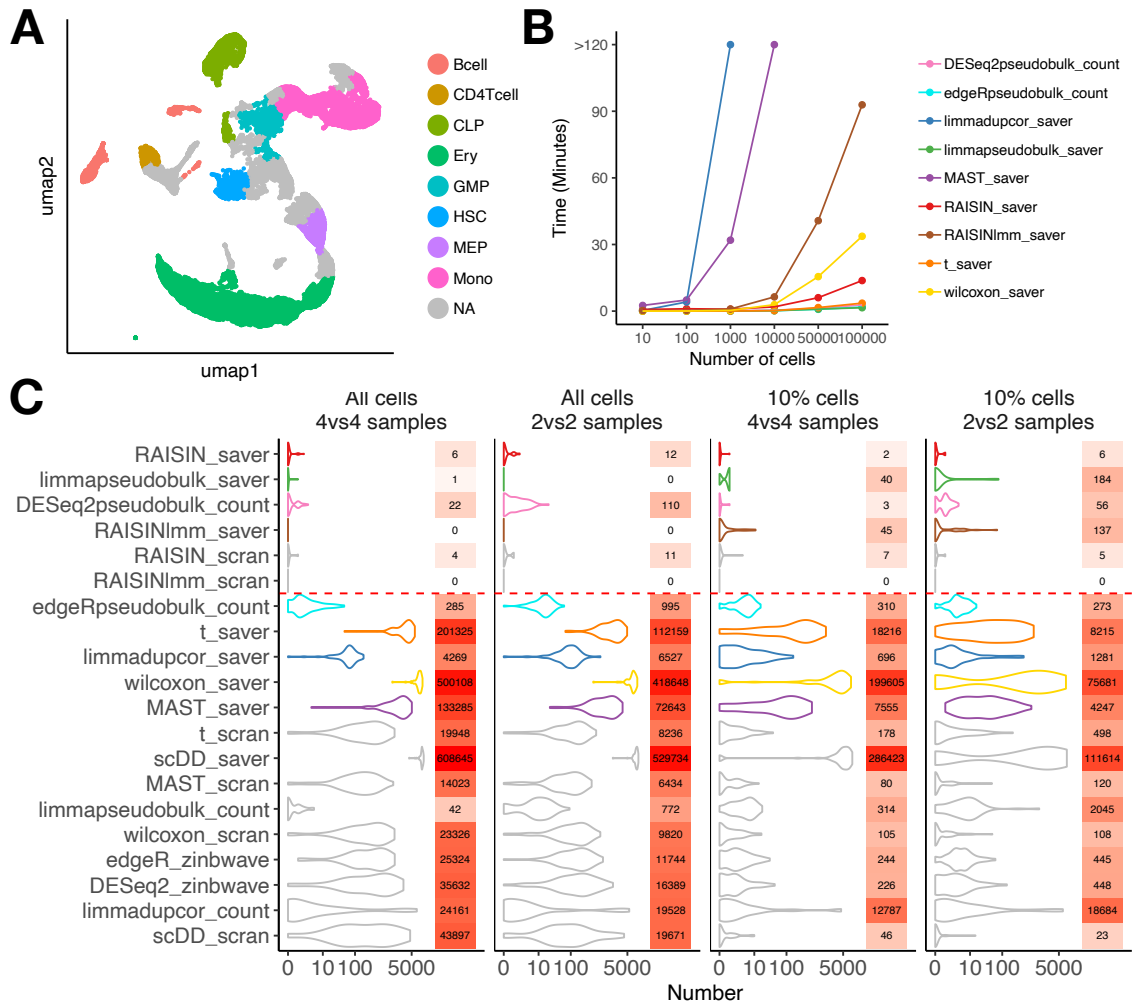 A
umap2
umap1
Bcell
CD4Tcell
CLP
Ery
GMP
HSC
MEP
Mono
NA
B
Time (Minutes)
>120
90
60
30
0
10 100 1000 10000 50000 100000
Number of cells
DESeq2pseudobulk_count
edgeRpseudobulk_count
limmadupcor_saver
limmapseudobulk_saver
MAST_saver
RAISIN_saver
RAISINlmm_saver
t_saver
wilcoxon_saver
C
All cells 4vs4 samples
All cells 2vs2 samples
10% cells 4vs4 samples
10% cells 2vs2 samples
RAISIN_saver 6 12 2 6
limmapseudobulk_saver 1 0 40 184
DESeq2pseudobulk_count 22 110 3 56
RAISINlmm_saver 0 0 45 137
RAISIN_scran 4 11 7 5
RAISINlmm_scran 0 0 0 0
edgeRpseudobulk_count 285 995 310 273
t_saver 201325 112159 18216 8215
limmadupcor_saver 4269 6527 696 1281
wilcoxon_saver 500108 418648 199605 75681
MAST_saver 133285 72643 7555 4247
t_scran 19948 8236 178 498
scDD_saver 608645 529734 286423 111614
MAST_scran 14023 6434 80 120
limmapseudobulk_count 42 772 314 2045
wilcoxon_scran 23326 9820 105 108
edgeR_zinbwave 25324 11744 244 445
DESeq2_zinbwave 35632 16389 226 448
limmadupcor_count 24161 19528 12787 18684
scDD_scran 43897 19671 46 23
0 10 100 5000 0 10 100 5000 0 10 100 5000 0 10 100 5000
Number